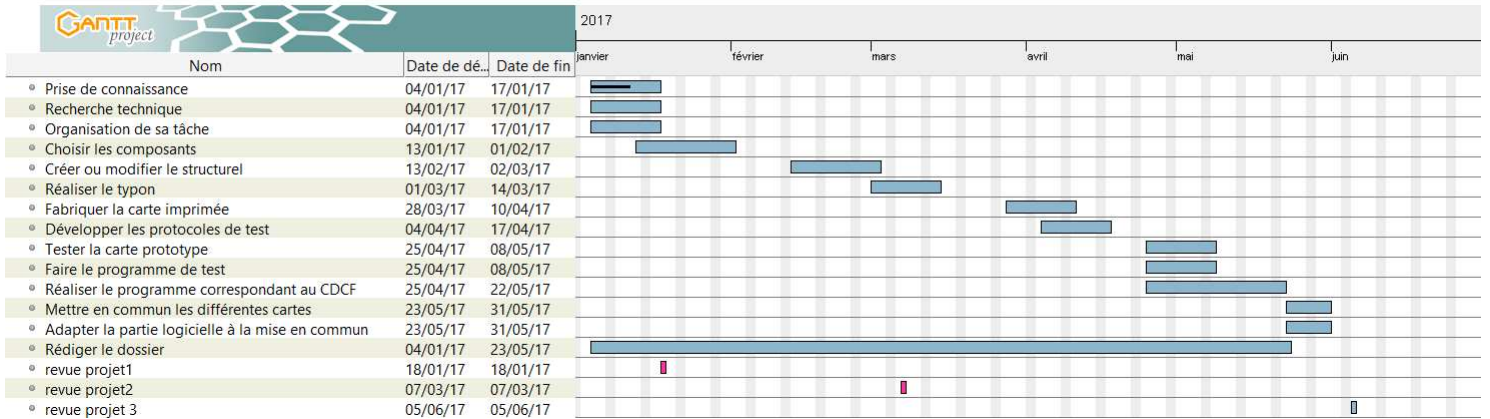 GANTT
project
2017
janvier février mars avril mai juin
Nom Date de dé... Date de fin
Prise de connaissance 04/01/17 17/01/17
Recherche technique 04/01/17 17/01/17
Organisation de sa tâche 04/01/17 17/01/17
Choisir les composants 13/01/17 01/02/17
Créer ou modifier le structurel 13/02/17 02/03/17
Réaliser le typon 01/03/17 14/03/17
Fabriquer la carte imprimée 28/03/17 10/04/17
Développer les protocoles de test 04/04/17 17/04/17
Tester la carte prototype 25/04/17 08/05/17
Faire le programme de test 25/04/17 08/05/17
Réaliser le programme correspondant au CDCF 25/04/17 22/05/17
Mettre en commun les différentes cartes 23/05/17 31/05/17
Adapter la partie logicielle à la mise en commun 23/05/17 31/05/17
Rédiger le dossier 04/01/17 23/05/17
revue projet1 18/01/17 18/01/17
revue projet2 07/03/17 07/03/17
revue projet 3 05/06/17 05/06/17